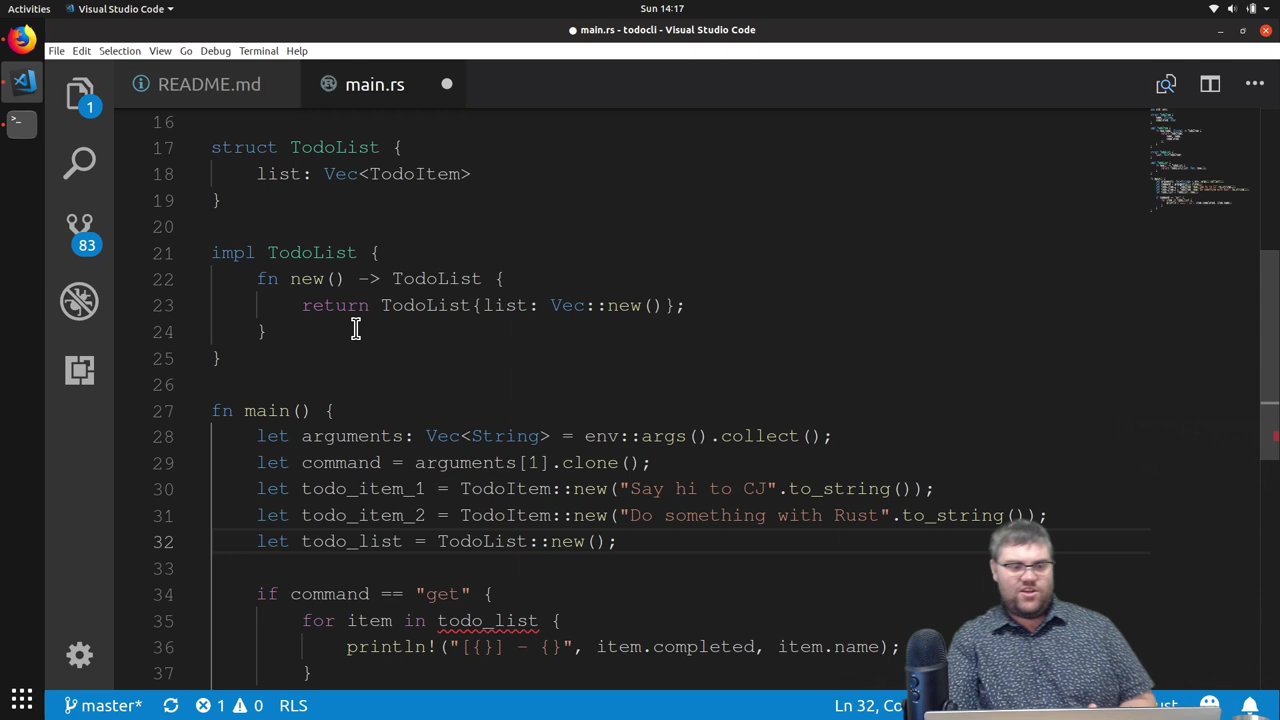 Activities
Visual Studio Code
Sun 14:17
main.rs - todocli - Visual Studio Code
File Edit Selection View Go Debug Terminal Help
README.md
main.rs
1
83
16
17 struct TodoList {
18 list: Vec<TodoItem>
19 }
20
21 impl TodoList {
22 fn new() -> TodoList {
23 return TodoList{list: Vec::new()};
24 }
25 }
26
27 fn main() {
28 let arguments: Vec<String> = env::args().collect();
29 let command = arguments[1].clone();
30 let todo_item_1 = TodoItem::new("Say hi to CJ".to_string());
31 let todo_item_2 = TodoItem::new("Do something with Rust".to_string());
32 let todo_list = TodoList::new();
33
34 if command == "get" {
35 for item in todo_list {
36 println!("[{}] - {}", item.completed, item.name);
37 }
master* 1 0 RLS
Ln 32,